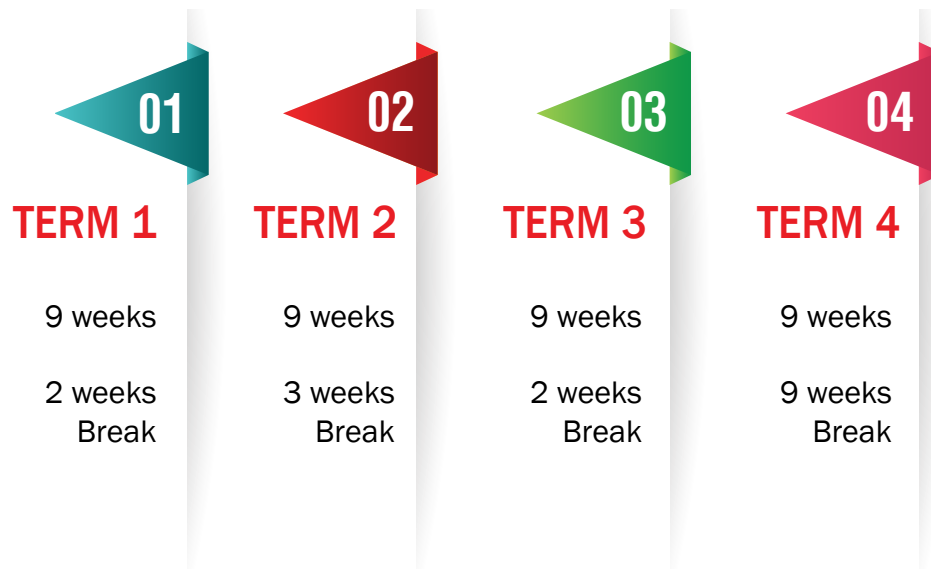 01
TERM 1
9 weeks
2 weeks
Break
02
TERM 2
9 weeks
3 weeks
Break
03
TERM 3
9 weeks
2 weeks
Break
04
TERM 4
9 weeks
9 weeks
Break